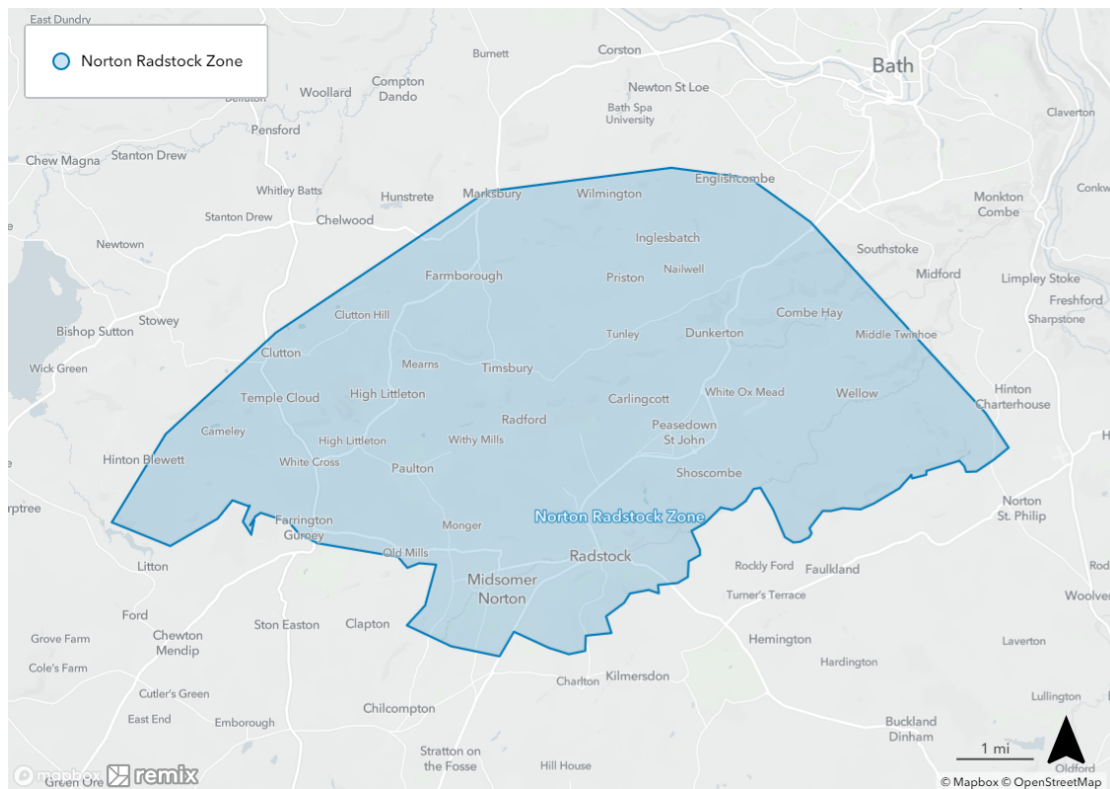 East Dundry
Norton Radstock Zone
Burnett
Corston
Bath
Compton
Dando
Woollard
Newton St Loe
Bath Spa
University
Claverton
Pensford
Chew Magna
Stanton Drew
Whitley Batts
Hunstrete
Marksbury
Wilmington
Englishcombe
Monkton
Combe
Stanton Drew
Chelwood
Newtown
Inglesbatch
Southstoke
Farmborough
Priston
Nailwell
Midford
Limpley Stoke
Freshford
Sharpstone
Bishop Sutton
Stowey
Clutton Hill
Combe Hay
Tunley
Dunkerton
Middle Twinhoe
Clutton
Wick Green
Mearns
Timsbury
Temple Cloud
High Littleton
Carlingcott
White Ox Mead
Wellow
Hinton
Charterhouse
Cameley
Radford
Peasedown
St John
High Littleton
Withy Mills
Hinton Blewett
White Cross
Paulton
Shoscombe
rptree
Norton
St. Philip
Farrington
Gurney
Monger
Norton Radstock Zone
Old Mills
Radstock
Litton
Midsomer
Norton
Rockly Ford
Faulkland
Turner's Terrace
Woolver
Ford
Ston Easton
Clapton
Grove Farm
Chewton
Mendip
Hemington
Laverton
Cole's Farm
Hardington
Kilmersdon
Charlton
Cutler's Green
Lullington
East End
Emborough
Chilcompton
Buckland
Dinham
Stratton on
the Fosse
Hill House
1 mi
Oldford
mapbox
remix
Green Ore
© Mapbox © OpenStreetMap